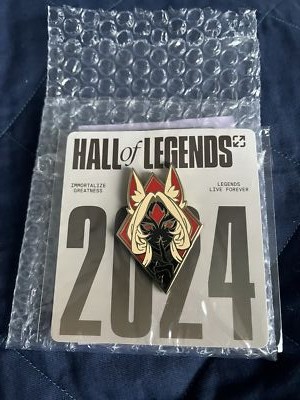 HALL of LEGENDS
IMMORTALIZE
GREATNESS
LEGENDS
LIVE FOREVER
2024